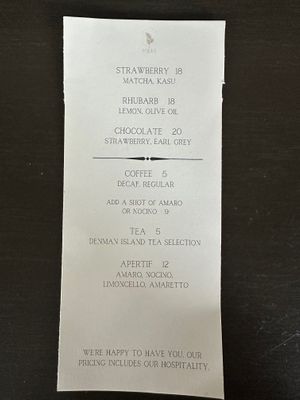 STRAWBERRY 18
MATCHA, KASU
RHUBARB 18
LEMON, OLIVE OIL
CHOCOLATE 20
STRAWBERRY, EARL GREY
COFFEE 5
DECAF, REGULAR
ADD A SHOT OF AMARO
OR NOCINO 9
TEA 5
DENMAN ISLAND TEA SELECTION
APERTIF 12
AMARO, NOCINO,
LIMONCELLO, AMARETTO
WE'RE HAPPY TO HAVE YOU, OUR
PRICING INCLUDES OUR HOSPITALITY.